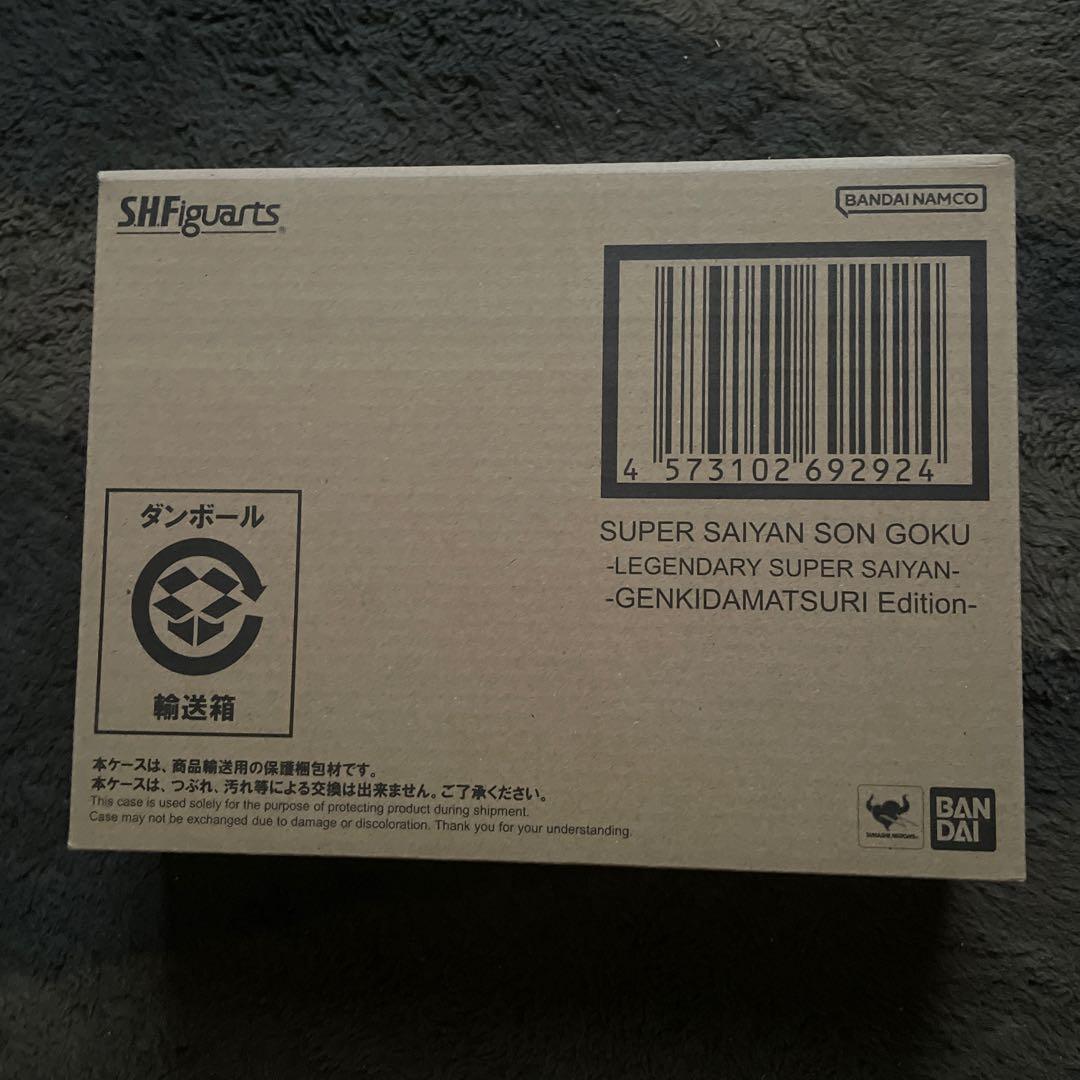 S.H.Figuarts®
BANDAI NAMCO
4 573102 692924
SUPER SAIYAN SON GOKU
-LEGENDARY SUPER SAIYAN-
-GENKIDAMATSURI Edition-
ダンボール
輸送箱
本ケースは、商品輸送用の保護梱包材です。
本ケースは、つぶれ、汚れ等による交換は出来ません。ご了承ください。
This case is used solely for the purpose of protecting product during shipment.
Case may not be exchanged due to damage or discoloration. Thank you for your understanding.
TAMASHII NATIONS
BAN
DAI